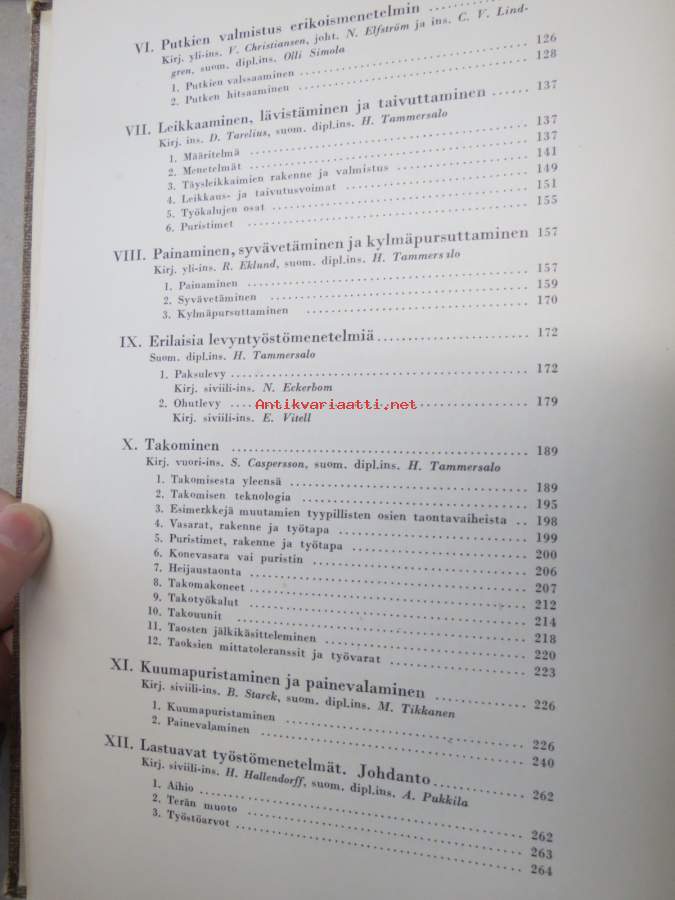 VI. Putkien valmistus erikoismenetelmin ............
Kirj. yli-ins. V. Christiansen, joht. N. Elfström ja ins. C. V. Lind-
gren, suom. dipl.ins. Olli Simola
1. Putkien valssaaminen ............ 126
2. Putken hitsaaminen ............ 128
VII. Leikkaaminen, lävistäminen ja taivuttaminen ...... 137
Kirj. ins. D. Tarelius, suom. dipl.ins. H. Tammersalo
1. Määritelmä ............ 137
2. Menetelmät ............ 137
3. Täysleikkaimien rakenne ja valmistus ............ 141
4. Leikkaus- ja taivutusvoimat ............ 149
5. Työkalujen osat ............ 151
6. Puristimet ............ 155
VIII. Painaminen, syvävetäminen ja kylmäpursuttaminen 157
Kirj. yli-ins. R. Eklund, suom. dipl.ins. H. Tammersalo
1. Painaminen ............ 157
2. Syvävetäminen ............ 159
3. Kylmäpursuttaminen ............ 170
IX. Erilaisia levyntyöstömenetelmiä ............ 172
Suom. dipl.ins. H. Tammersalo
1. Paksulevy ............ 172
Kirj. siviili-ins. N. Eckerbom
2. Ohutlevy ............ 179
Antikvariaatti.net
Kirj. siviili-ins. E. Vitell
X. Takominen ............ 189
Kirj. vuori-ins. S. Caspersson, suom. dipl.ins. H. Tammersalo
1. Takomisesta yleensä ............ 189
2. Takomisen teknologia ............ 195
3. Esimerkkejä muutamien tyypillisten osien taontavaiheista .. 198
4. Vasarat, rakenne ja työtapa ............ 199
5. Puristimet, rakenne ja työtapa ............ 200
6. Konevasara vai puristin ............ 206
7. Heijaustaonta ............ 207
8. Takomakoneet ............ 212
9. Takotyökalut ............ 214
10. Takouunit ............ 218
11. Taosten jälkikäsitteleminen ............ 220
12. Taoksien mittatoleranssit ja työvarat ............ 223
XI. Kuumapuristaminen ja painevalaminen ............ 226
Kirj. siviili-ins. B. Starck, suom. dipl.ins. M. Tikkanen
1. Kuumapuristaminen ............ 226
2. Painevalaminen ............ 240
XII. Lastuavat työstömenetelmät. Johdanto ............ 262
Kirj. siviili-ins. H. Hallendorff, suom. dipl.ins. A. Pukkila
1. Aihio ............ 262
2. Terän muoto ............ 263
3. Työstöarvot ............ 264